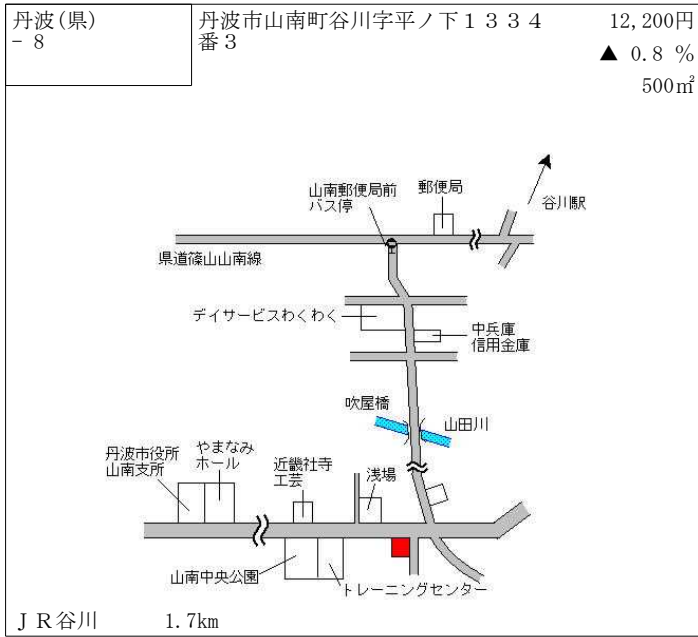 丹波(県)
- 8
丹波市山南町谷川字平ノ下１３３４
番３
12,200円
▲ 0.8 %
500㎡
山南郵便局前
バス停
郵便局
谷川駅
県道篠山山南線
デイサービスわくわく
中兵庫
信用金庫
吹屋橋
山田川
丹波市役所
山南支所
やまなみ
ホール
近畿社寺
工芸
浅場
山南中央公園
トレーニングセンター
ＪＲ谷川
1.7km